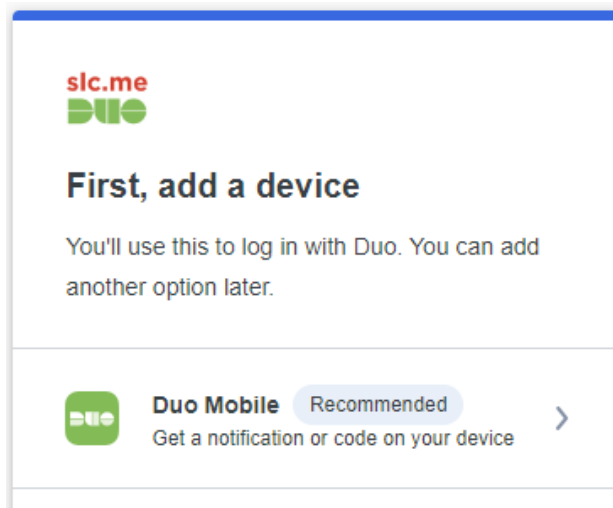 slc.me
DUO
First, add a device
You'll use this to log in with Duo. You can add
another option later.
DUO
Duo Mobile Recommended
Get a notification or code on your device